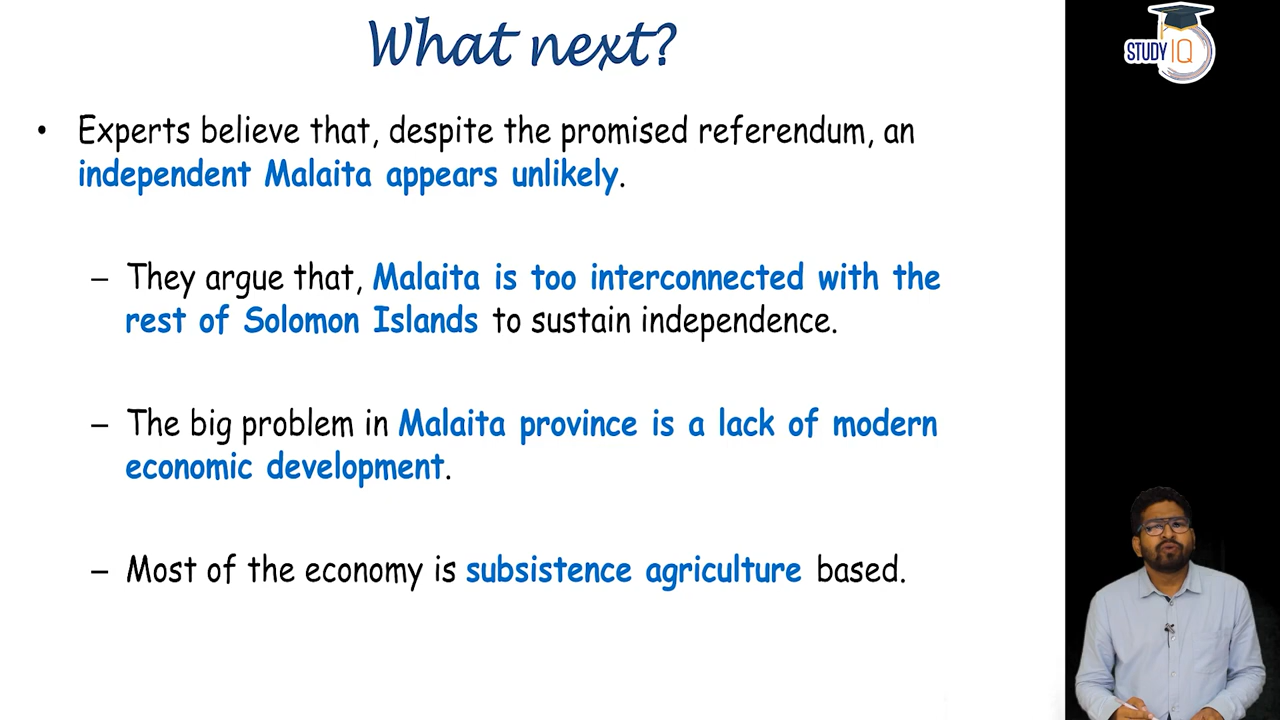 What next?
STUDY IQ
• Experts believe that, despite the promised referendum, an
independent Malaita appears unlikely.
– They argue that, Malaita is too interconnected with the
rest of Solomon Islands to sustain independence.
– The big problem in Malaita province is a lack of modern
economic development.
– Most of the economy is subsistence agriculture based.